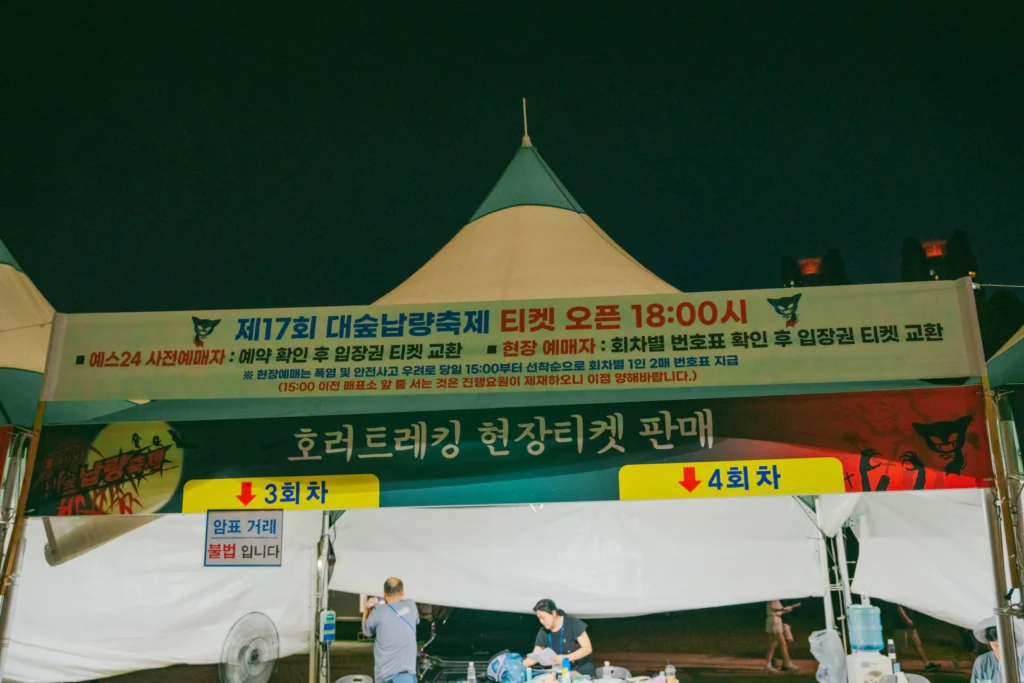 제17회 대숲납량축제 티켓 오픈 18:00시
▪ 예스24 사전예매자 : 예약 확인 후 입장권 티켓 교환 ▪ 현장 예매자 : 회차별 번호표 확인 후 입장권 티켓 교환
※ 현장예매는 폭염 및 안전사고 우려로 당일 15:00부터 선착순으로 회차별 1인 2매 번호표 지급
(15:00 이전 매표소 앞 줄 서는 것은 진행요원이 제재하오니 이점 양해바랍니다.)
호러트레킹 현장티켓 판매
대숲납량축제
3회차
4회차
암표 거래
불법 입니다